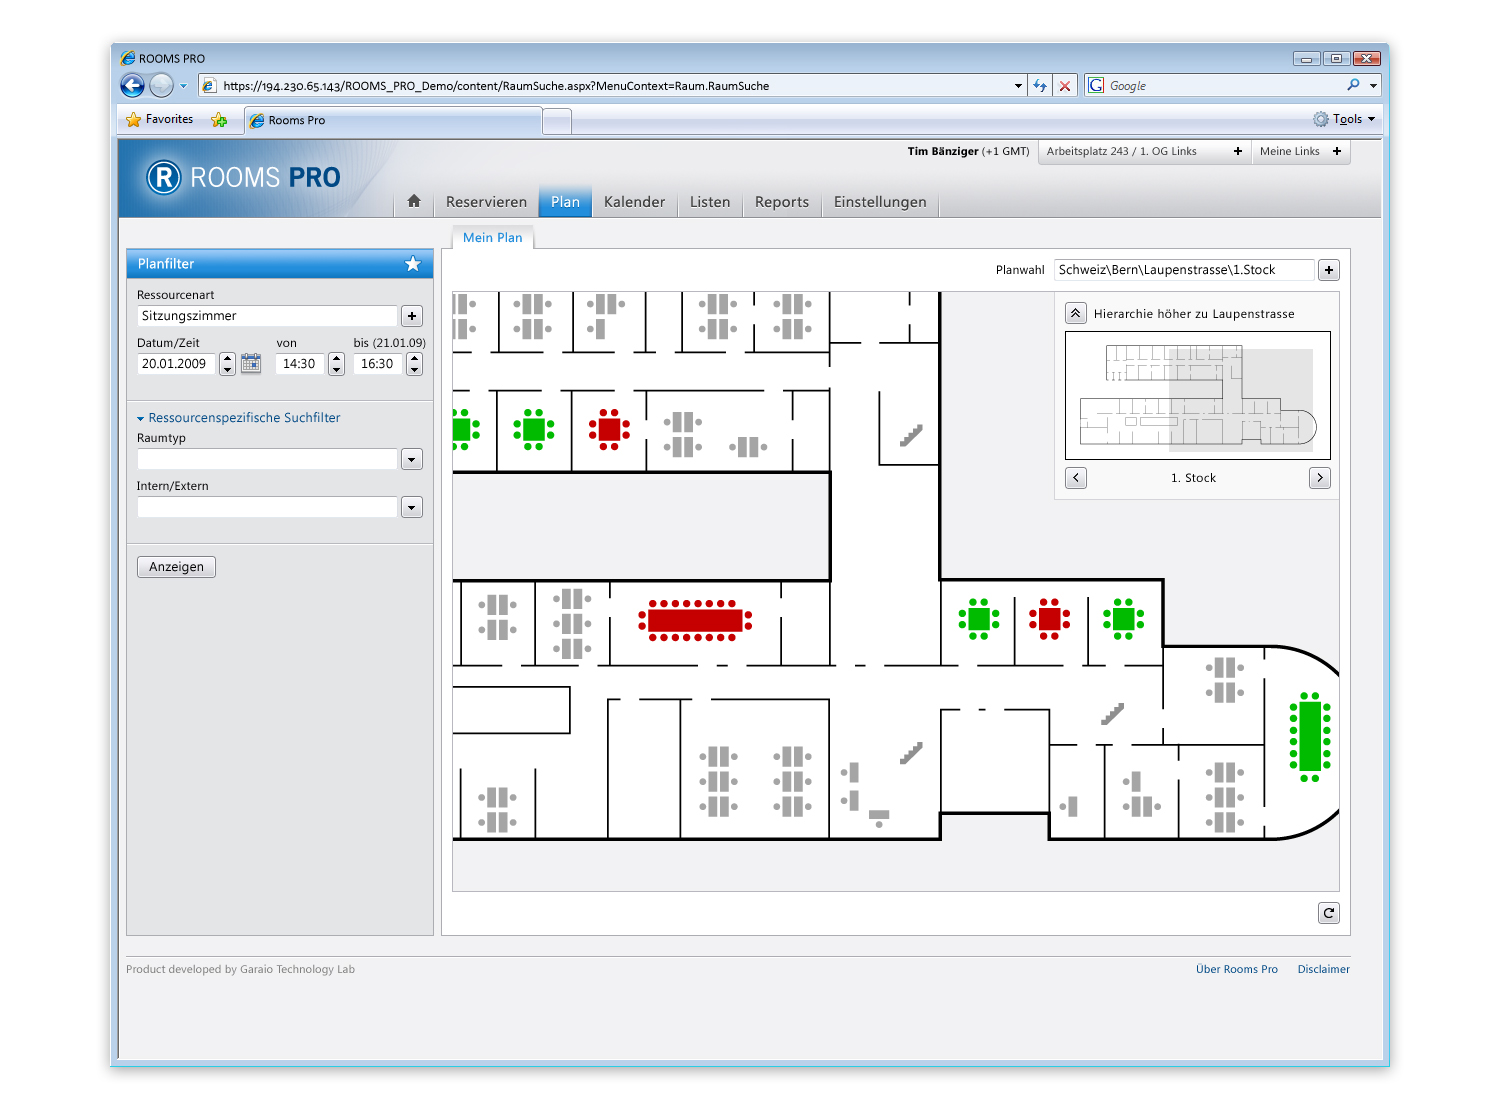 ROOMS PRO
https://194.230.65.143/ROOMS_PRO_Demo/content/RaumSuche.aspx?MenuContext=Raum.RaumSuche
G Google
Favorites
Rooms Pro
Tools
Tim Bänziger (+1 GMT)
Arbeitsplatz 243 / 1. OG Links +
Meine Links +
R ROOMS PRO
Reservieren
Plan
Kalender
Listen
Reports
Einstellungen
Mein Plan
Planfilter
Ressourcenart
Sitzungszimmer +
Datum/Zeit von bis (21.01.09)
20.01.2009 14:30 16:30
Ressourcenspezifische Suchfilter
Raumtyp
Intern/Extern
Anzeigen
Planwahl Schweiz\Bern\Laupenstrasse\1.Stock +
Hierarchie höher zu Laupenstrasse
1. Stock
Product developed by Garaio Technology Lab
Über Rooms Pro Disclaimer